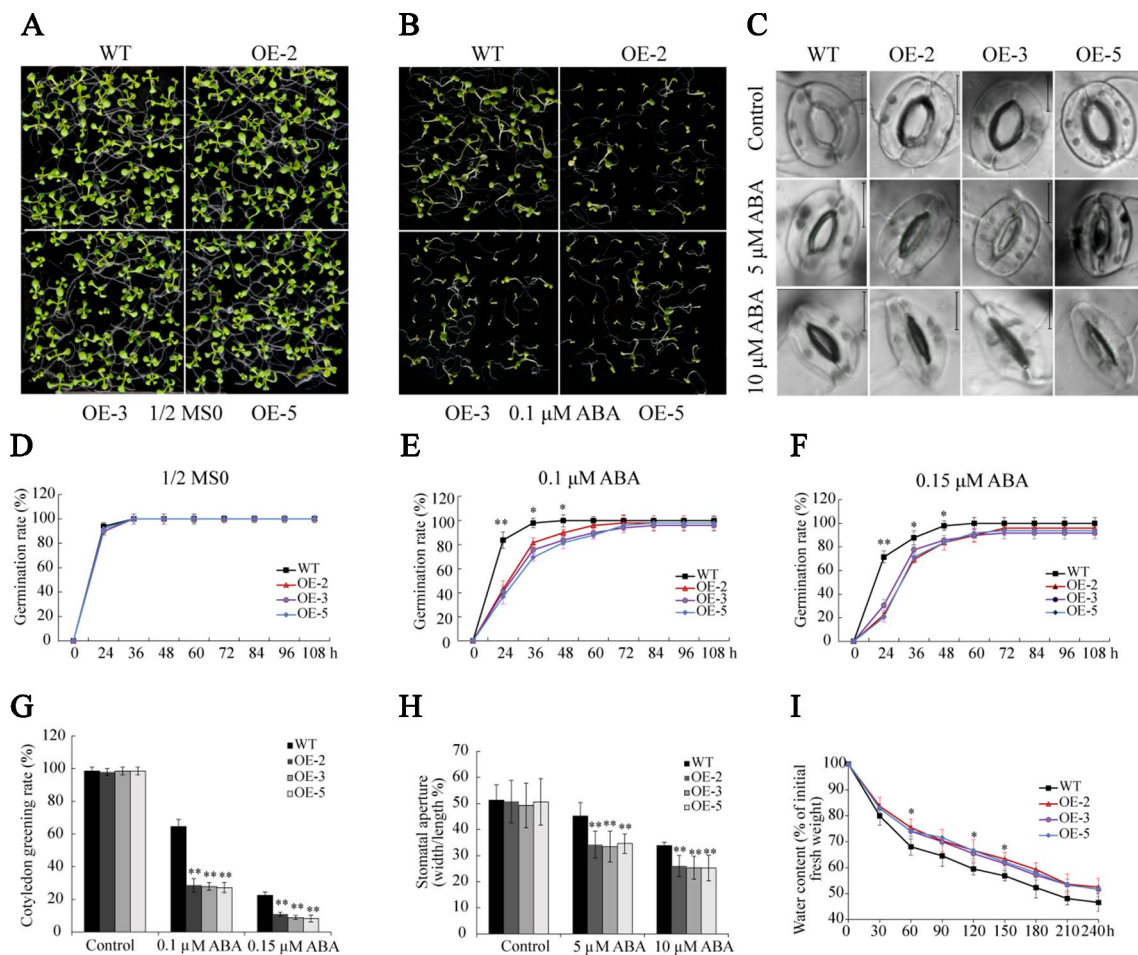 A
B
C
WT OE-2
WT OE-2
WT OE-2 OE-3 OE-5
Control
5 μM ABA
10 μM ABA
OE-3 1/2 MS0 OE-5
OE-3 0.1 μM ABA OE-5
D
1/2 MS0
Germination rate (%)
120
100
80
60
40
20
0
WT
OE-2
OE-3
OE-5
0 24 36 48 60 72 84 96 108 h
E
0.1 μM ABA
Germination rate (%)
120
100
80
60
40
20
0
** * *
WT
OE-2
OE-3
OE-5
0 24 36 48 60 72 84 96 108 h
F
0.15 μM ABA
Germination rate (%)
120
100
80
60
40
20
0
** * *
WT
OE-2
OE-3
OE-5
0 24 36 48 60 72 84 96 108 h
G
Cotyledon greening rate (%)
120
100
80
60
40
20
0
WT
OE-2
OE-3
OE-5
** ** **
** ** **
Control 0.1 μM ABA 0.15 μM ABA
H
Stomatal aperture
(width/length %)
70
60
50
40
30
20
10
0
WT
OE-2
OE-3
OE-5
** ** **
** ** **
Control 5 μM ABA 10 μM ABA
I
Water content (% of initial
fresh weight)
100
90
80
70
60
50
40
* * *
WT
OE-2
OE-3
OE-5
0 30 60 90 120 150 180 210 240h